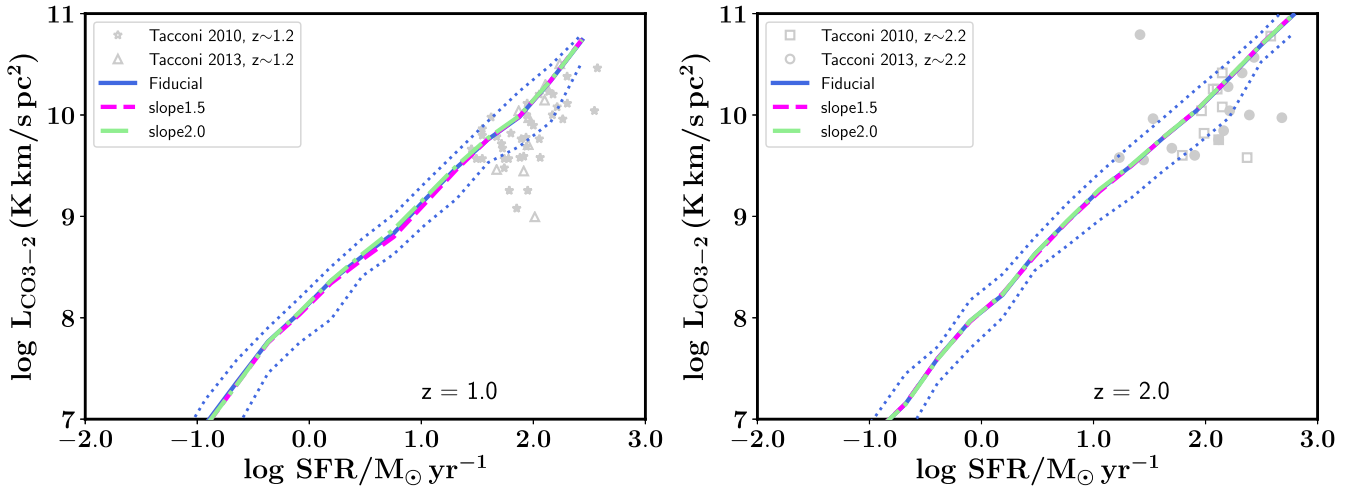 11
10
9
8
7
log L_CO3−2 (K km/s pc²)
Tacconi 2010, z∼1.2
Tacconi 2013, z∼1.2
Fiducial
slope1.5
slope2.0
z = 1.0
−2.0 −1.0 0.0 1.0 2.0 3.0
log SFR/M⊙ yr⁻¹
11
10
9
8
7
log L_CO3−2 (K km/s pc²)
Tacconi 2010, z∼2.2
Tacconi 2013, z∼2.2
Fiducial
slope1.5
slope2.0
z = 2.0
−2.0 −1.0 0.0 1.0 2.0 3.0
log SFR/M⊙ yr⁻¹